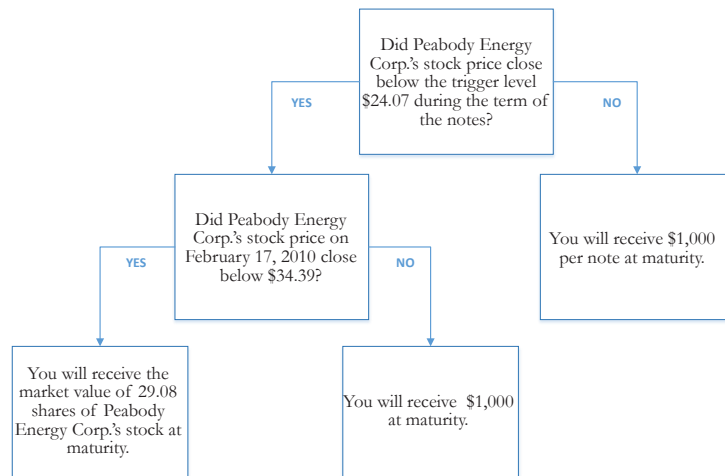 Did Peabody Energy
Corp.'s stock price close
below the trigger level
$24.07 during the term of
the notes?
YES
NO
Did Peabody Energy
Corp.'s stock price on
February 17, 2010 close
below $34.39?
You will receive $1,000
per note at maturity.
YES
NO
You will receive the
market value of 29.08
shares of Peabody
Energy Corp.'s stock at
maturity.
You will receive $1,000
at maturity.